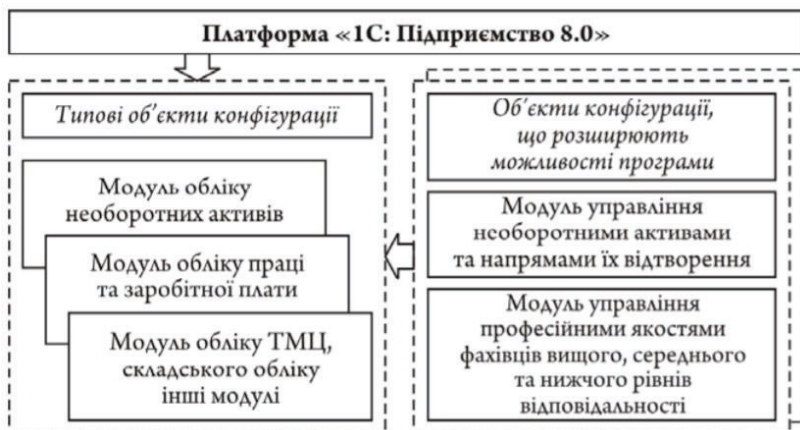 Платформа «1С: Підприємство 8.0»
Типові об’єкти конфігурації
Модуль обліку
необоротних активів
Модуль обліку праці
та заробітної плати
Модуль обліку ТМЦ,
складського обліку
інші модулі
Об’єкти конфігурації,
що розширюють
можливості програми
Модуль управління
необоротними активами
та напрямами їх відтворення
Модуль управління
професійними якостями
фахівців вищого, середнього
та нижчого рівнів
відповідальності